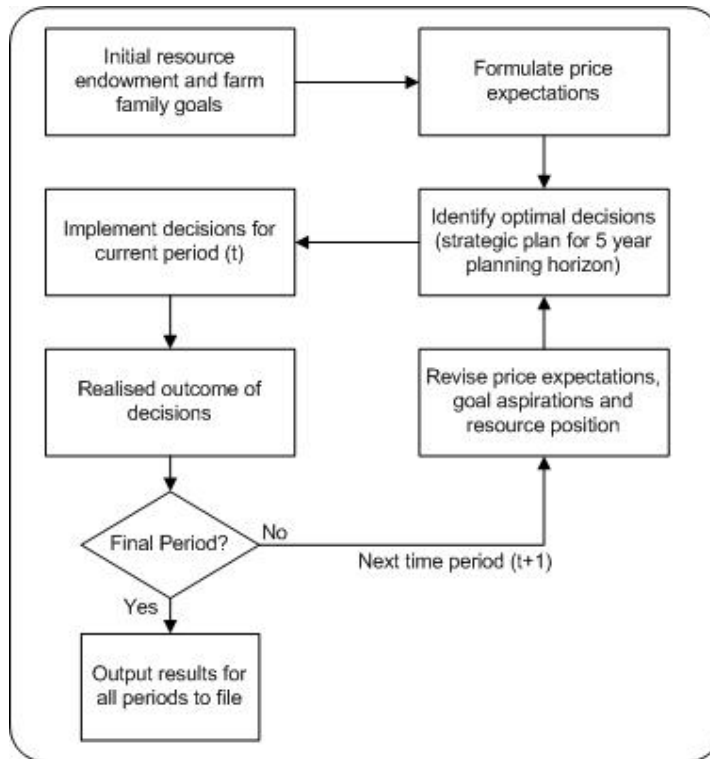 Initial resource
endowment and farm
family goals
Formulate price
expectations
Implement decisions for
current period (t)
Identify optimal decisions
(strategic plan for 5 year
planning horizon)
Realised outcome of
decisions
Revise price expectations,
goal aspirations and
resource position
Final Period?
No
Next time period (t+1)
Yes
Output results for
all periods to file